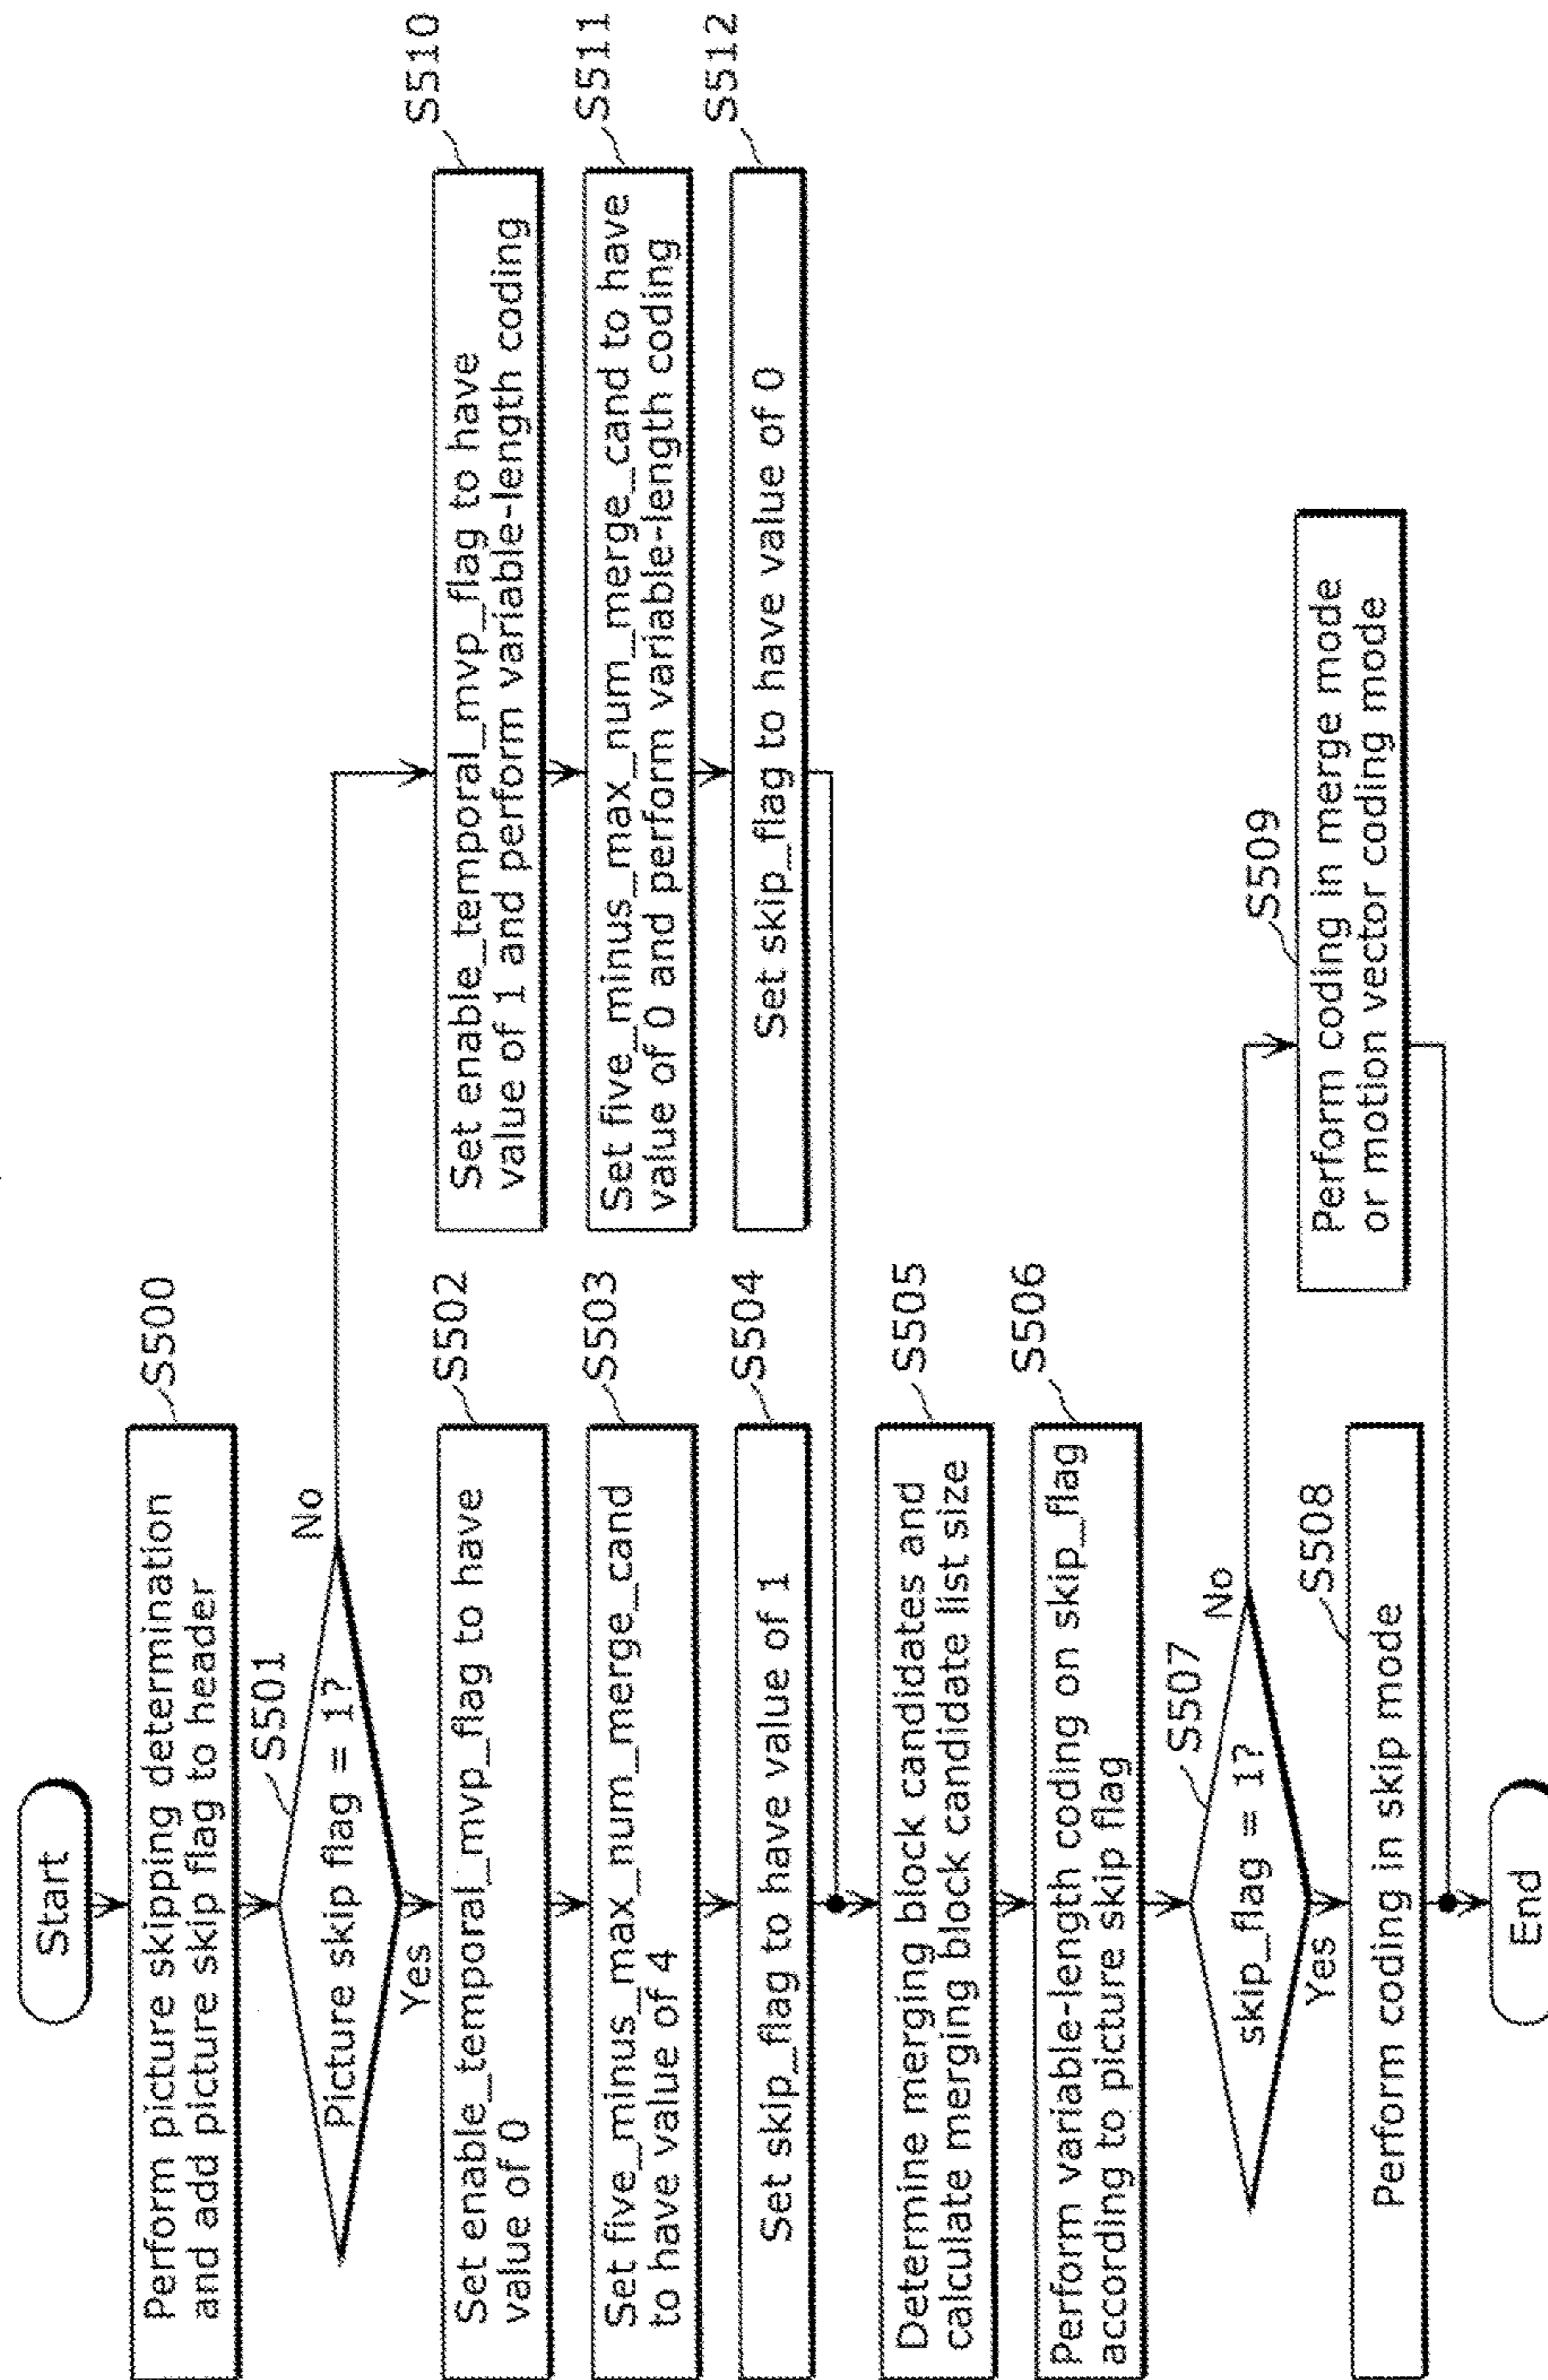 Start
Perform picture skipping determination
and add picture skip flag to header
S500
S501
Picture skip flag = 1?
No
Yes
Set enable_temporal_mvp_flag to have
value of 0
S502
Set five_minus_max_num_merge_cand
to have value of 4
S503
Set skip_flag to have value of 1
S504
Set enable_temporal_mvp_flag to have
value of 1 and perform variable-length coding
S510
Set five_minus_max_num_merge_cand to have
value of 0 and perform variable-length coding
S511
Set skip_flag to have value of 0
S512
Determine merging block candidates and
calculate merging block candidate list size
S505
Perform variable-length coding on skip_flag
according to picture skip flag
S506
S507
skip_flag = 1?
No
Yes
S508
Perform coding in skip mode
S509
Perform coding in merge mode
or motion vector coding mode
End